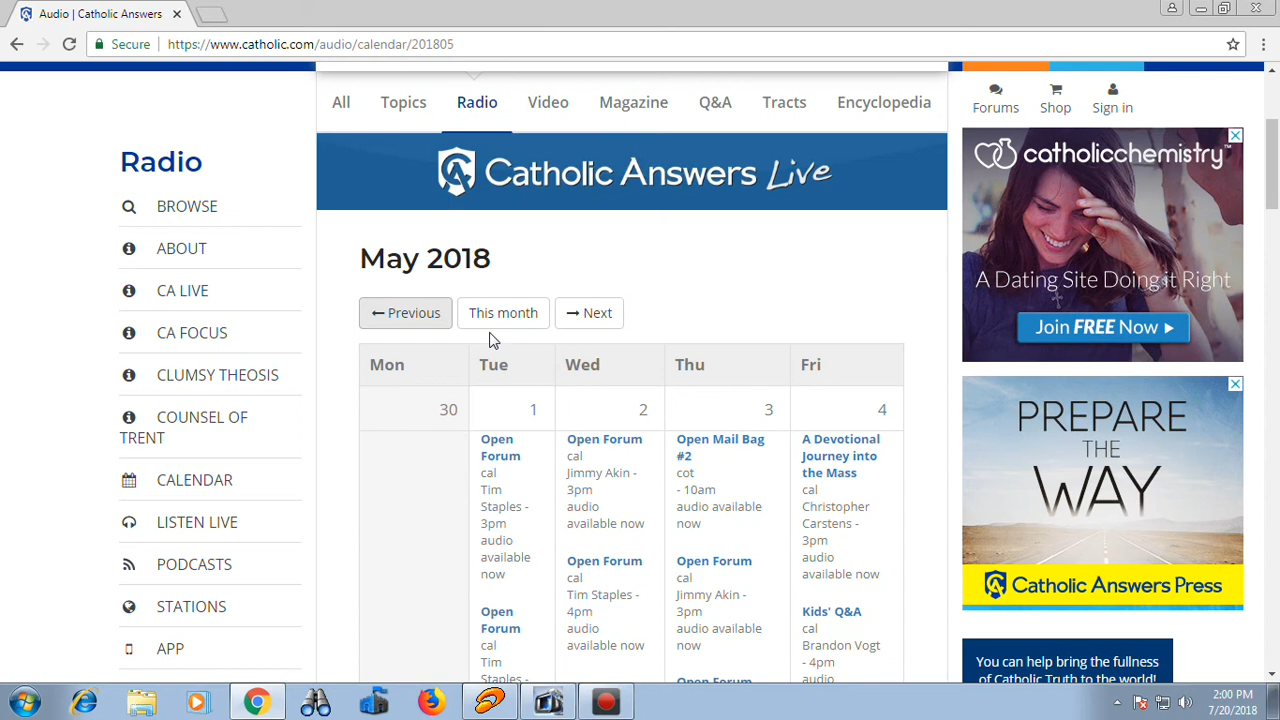 Audio | Catholic Answers
Secure https://www.catholic.com/audio/calendar/201805
All Topics Radio Video Magazine Q&A Tracts Encyclopedia
Forums Shop Sign in
Radio
BROWSE
ABOUT
CA LIVE
CA FOCUS
CLUMSY THEOSIS
COUNSEL OF
TRENT
CALENDAR
LISTEN LIVE
PODCASTS
STATIONS
APP
Catholic Answers Live
May 2018
Previous This month Next
Mon Tue Wed Thu Fri
30 1 2 3 4
Open
Forum
cal
Tim
Staples -
3pm
audio
available
now
Open
Forum
cal
Tim
Staples -
Open Forum
cal
Jimmy Akin -
3pm
audio
available now
Open Forum
cal
Tim Staples -
4pm
audio
available now
Open Mail Bag
#2
cot
- 10am
audio available
now
Open Forum
cal
Jimmy Akin -
3pm
audio available
now
A Devotional
Journey into
the Mass
cal
Christopher
Carstens -
3pm
audio
available now
Kids' Q&A
cal
Brandon Vogt
- 4pm
audio
catholicchemistry
A Dating Site Doing it Right
Join FREE Now
PREPARE
THE
WAY
Catholic Answers Press
You can help bring the fullness
of Catholic Truth to the world!
2:00 PM
7/20/2018